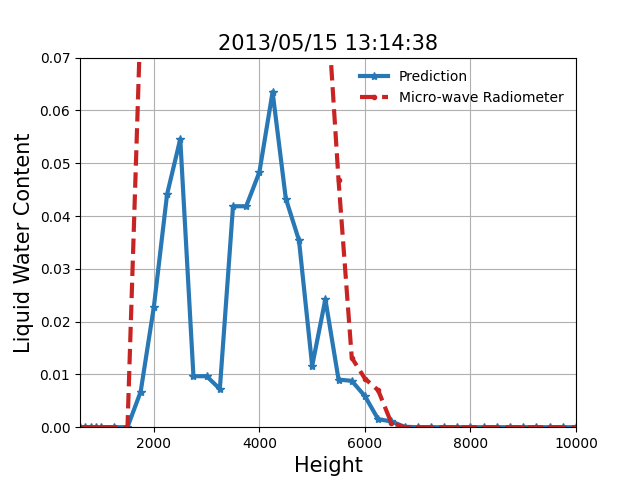 2013/05/15 13:14:38
Prediction
Micro-wave Radiometer
Liquid Water Content
0.07
0.06
0.05
0.04
0.03
0.02
0.01
0.00
2000 4000 6000 8000 10000
Height